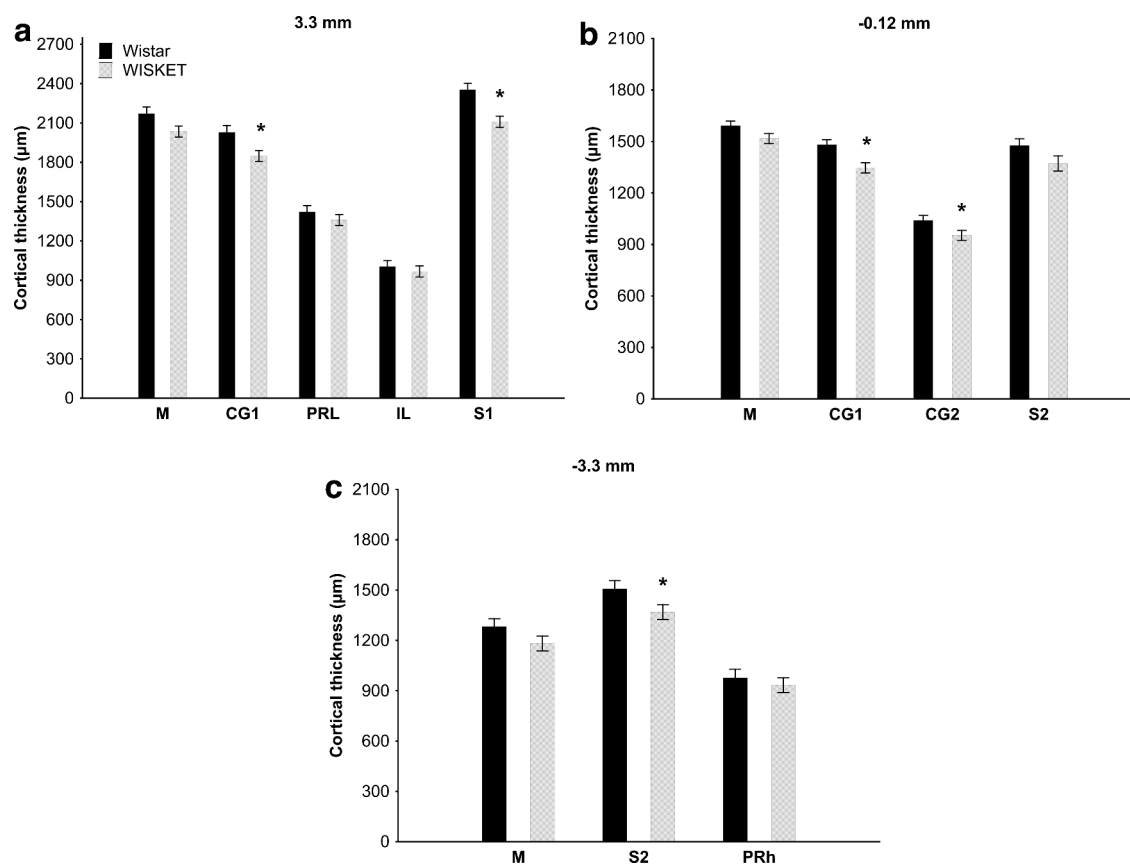 a
3.3 mm
Wistar
WISKET
Cortical thickness (µm)
2700
2400
2100
1800
1500
1200
900
600
300
0
*
*
M CG1 PRL IL S1
b
-0.12 mm
Cortical thickness (µm)
2100
1800
1500
1200
900
600
300
0
*
*
M CG1 CG2 S2
c
-3.3 mm
Cortical thickness (µm)
2100
1800
1500
1200
900
600
300
0
*
M S2 PRh